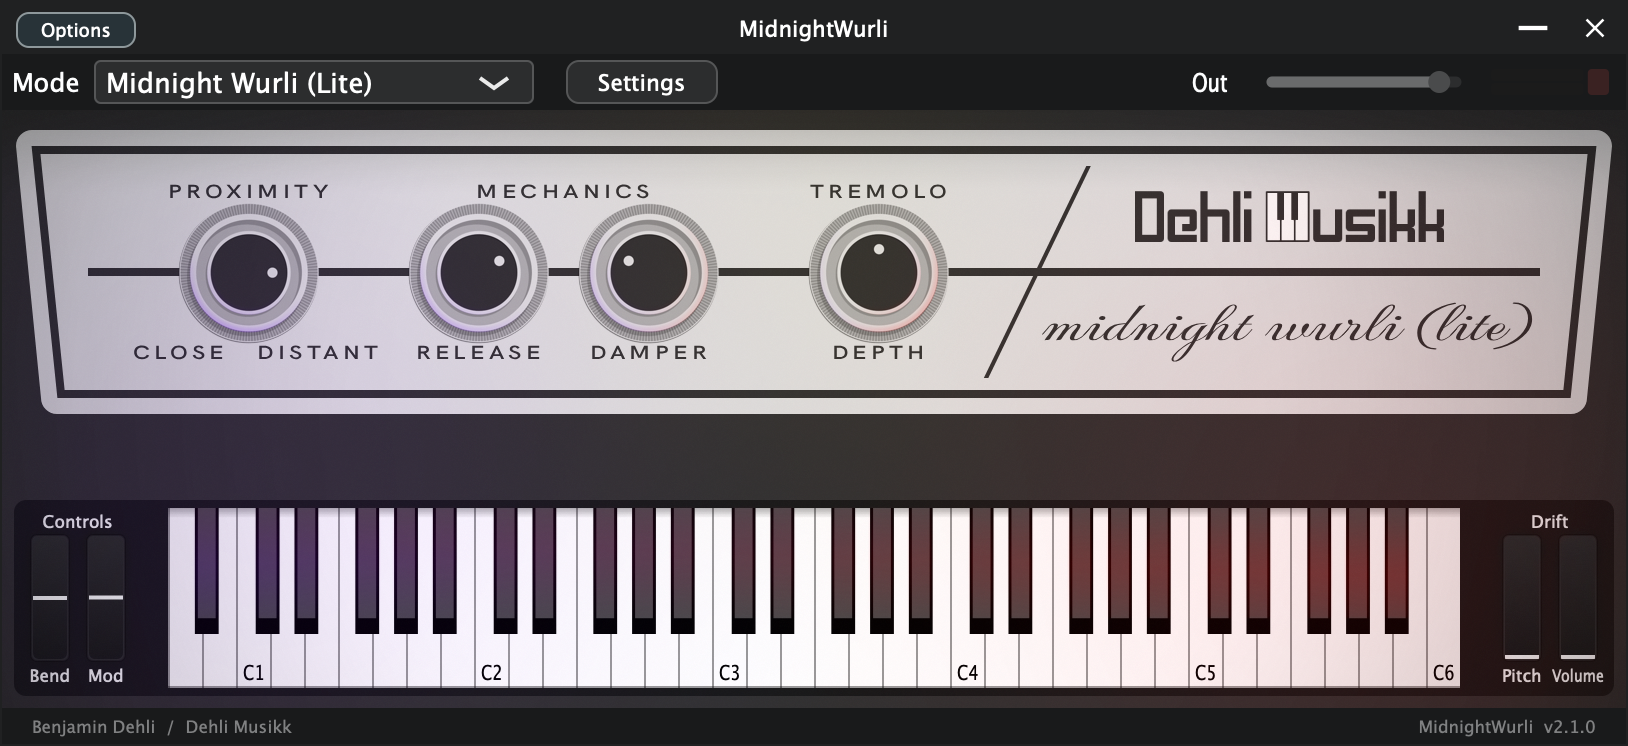 Options
MidnightWurli
Mode
Midnight Wurli (Lite)
Settings
Out
PROXIMITY
MECHANICS
TREMOLO
Dehli Musikk
CLOSE DISTANT
RELEASE
DAMPER
DEPTH
midnight wurli (lite)
Controls
Drift
C1
C2
C3
C4
C5
C6
Bend
Mod
Pitch
Volume
Benjamin Dehli / Dehli Musikk
MidnightWurli v2.1.0